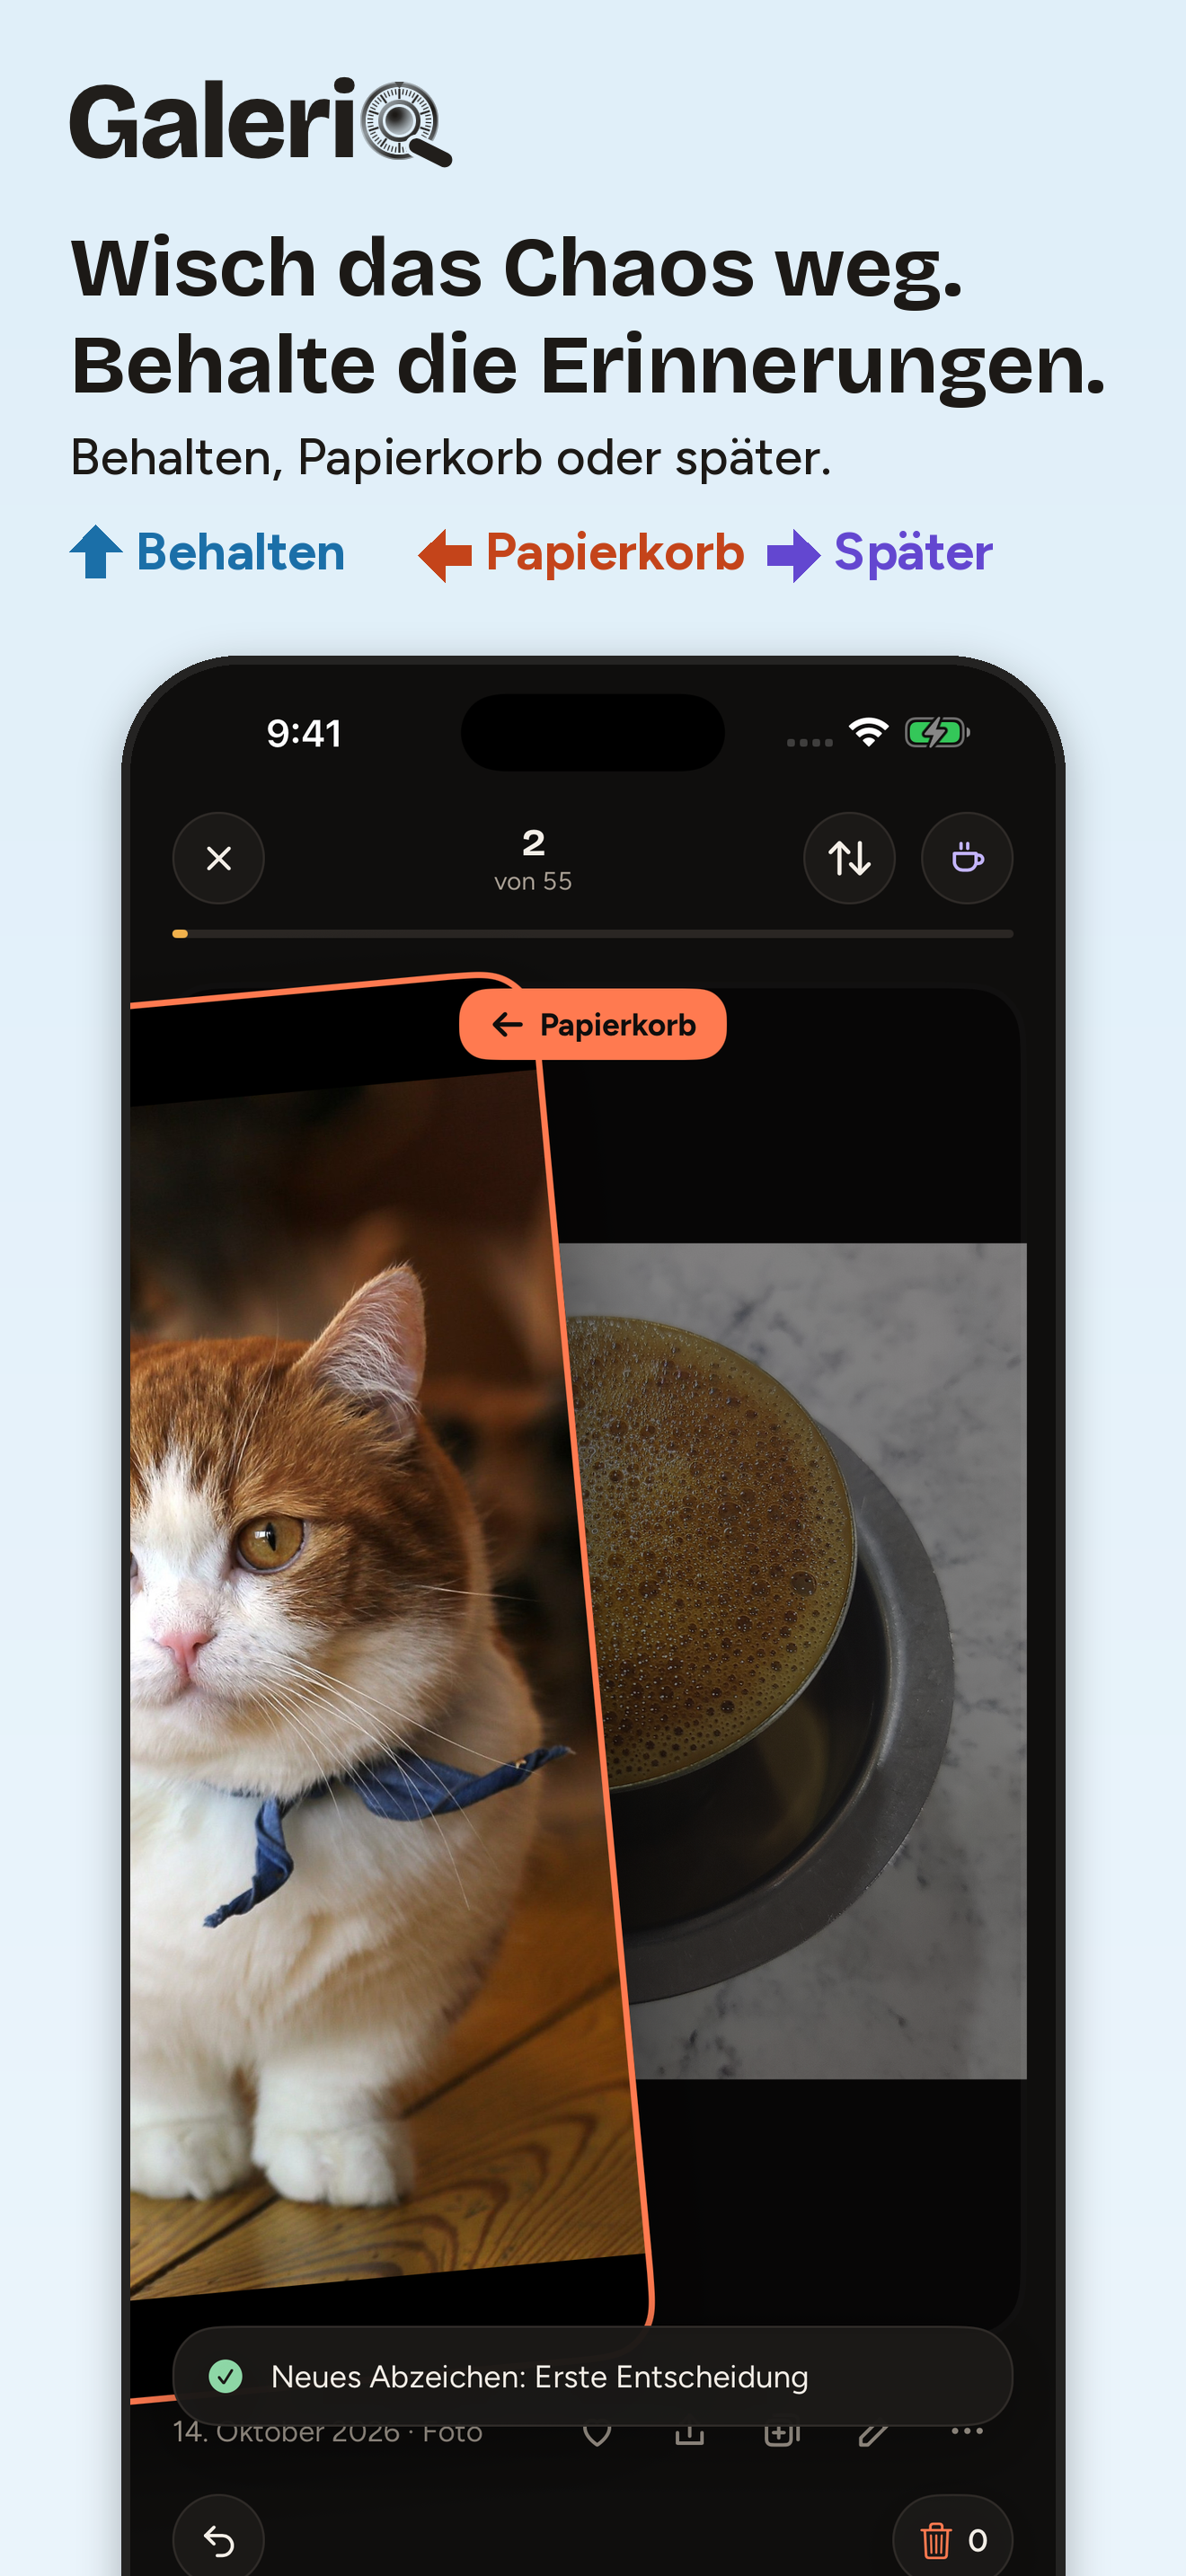 GaleriQ
Wisch das Chaos weg.
Behalte die Erinnerungen.
Behalten, Papierkorb oder später.
Behalten Papierkorb Später
9:41
2
von 55
Papierkorb
Neues Abzeichen: Erste Entscheidung
14. Oktober 2026 · Foto
0